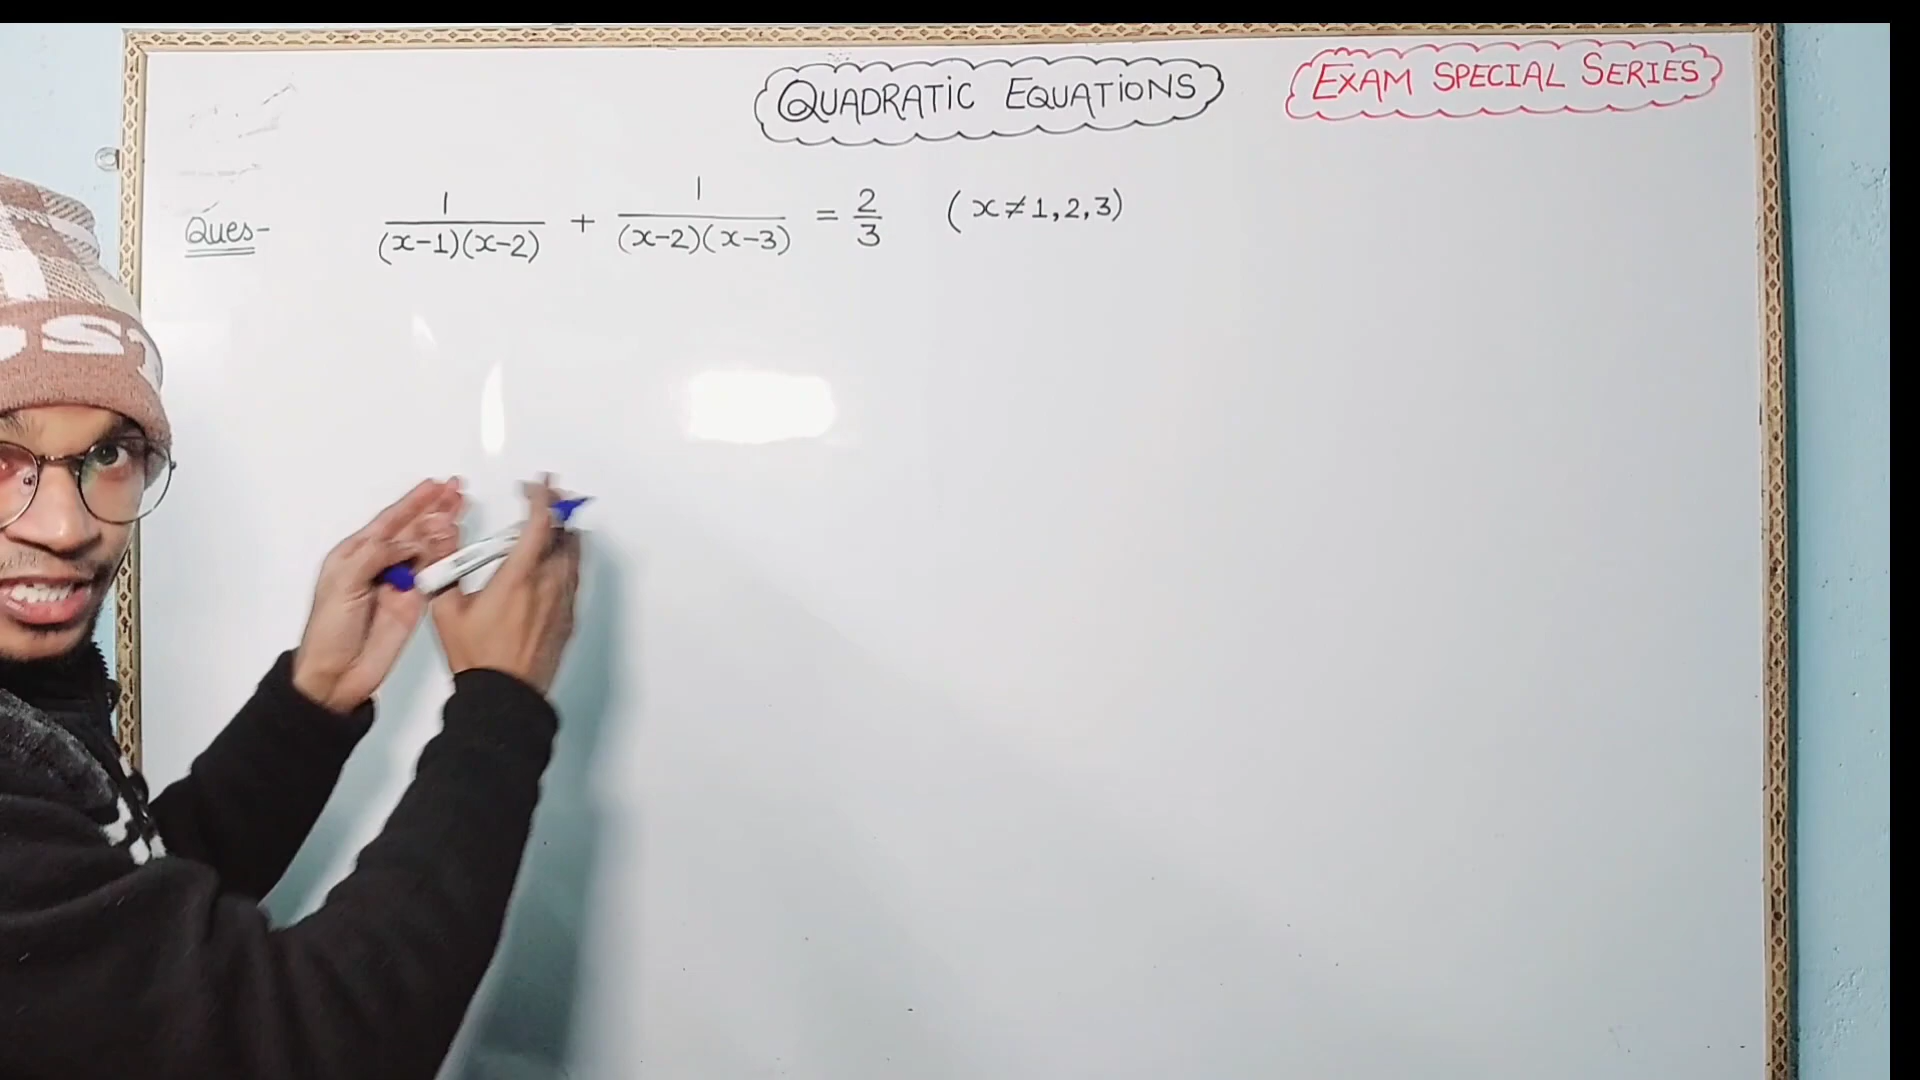 QUADRATIC EQUATIONS
EXAM SPECIAL SERIES
Ques- 1/((x-1)(x-2)) + 1/((x-2)(x-3)) = 2/3 (x≠1,2,3)